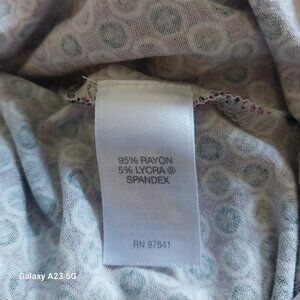 95% RAYON
5% LYCRA ®
SPANDEX
RN 97641
Galaxy A23 5G